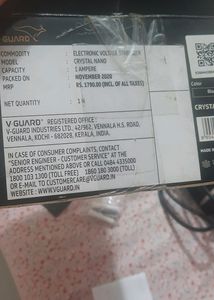 V-GUARD
COMMODITY : ELECTRONIC VOLTAGE STABILIZER
MODEL : CRYSTAL NANO
CAPACITY : 1 AMPERE
PACKED ON : NOVEMBER 2020
MRP : RS. 1790.00 (INCL. OF ALL TAXES)
QUANTITY : 1 N
V-GUARD REGISTERED OFFICE :
V-GUARD INDUSTRIES LTD., 42/962, VENNALA H.S. ROAD,
VENNALA, KOCHI - 682028, KERALA, INDIA.
IN CASE OF CONSUMER COMPLAINTS, CONTACT
"SENIOR ENGINEER - CUSTOMER SERVICE" AT THE
ADDRESS MENTIONED ABOVE OR CALL 0484 4335000
1800 103 1300 (TOLL FREE) 1860 180 3000 (TOLL)
OR E-MAIL TO CUSTOMERCARE@VGUARD.IN
WEBSITE : WWW.VGUARD.IN
Color